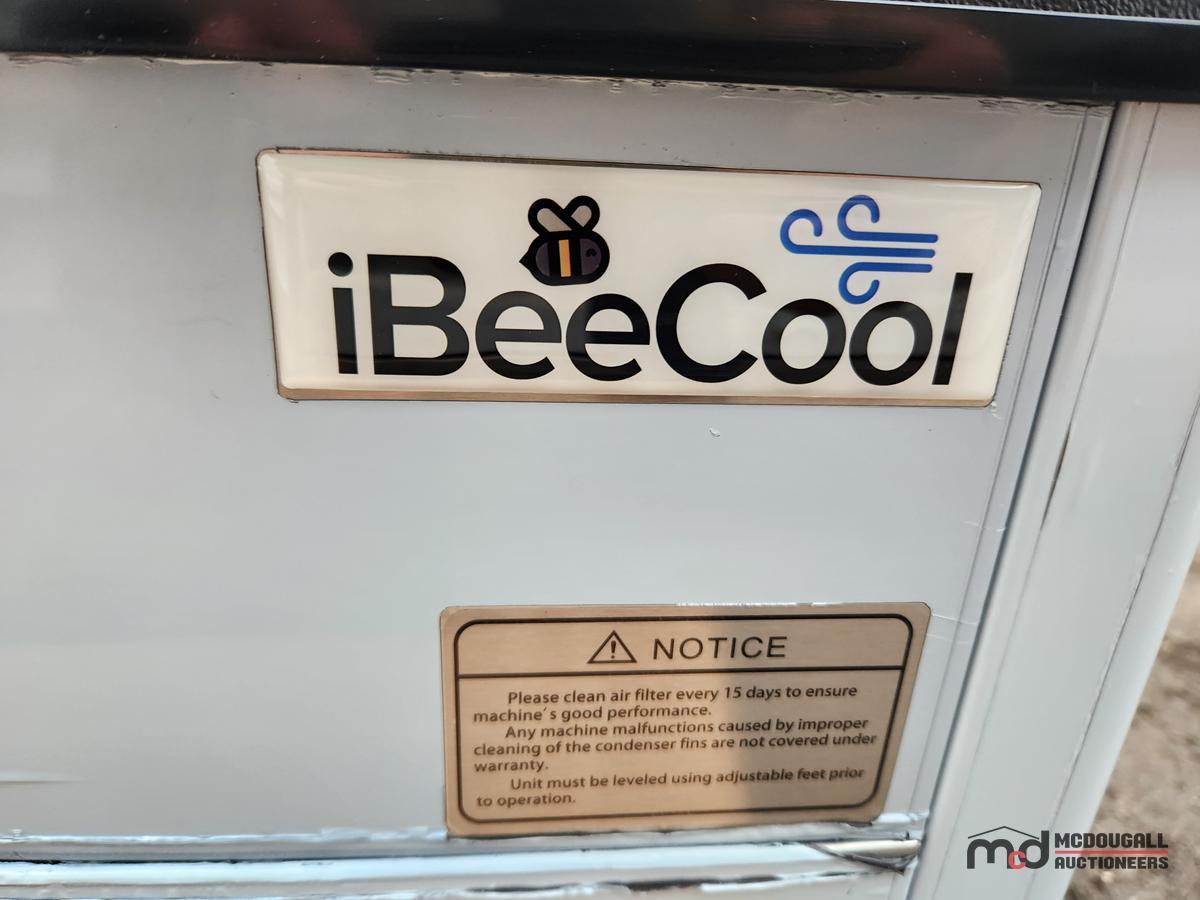 iBeeCool
NOTICE
Please clean air filter every 15 days to ensure
machine's good performance.
Any machine malfunctions caused by improper
cleaning of the condenser fins are not covered under
warranty.
Unit must be leveled using adjustable feet prior
to operation.
mcd MCDOUGALL
AUCTIONEERS